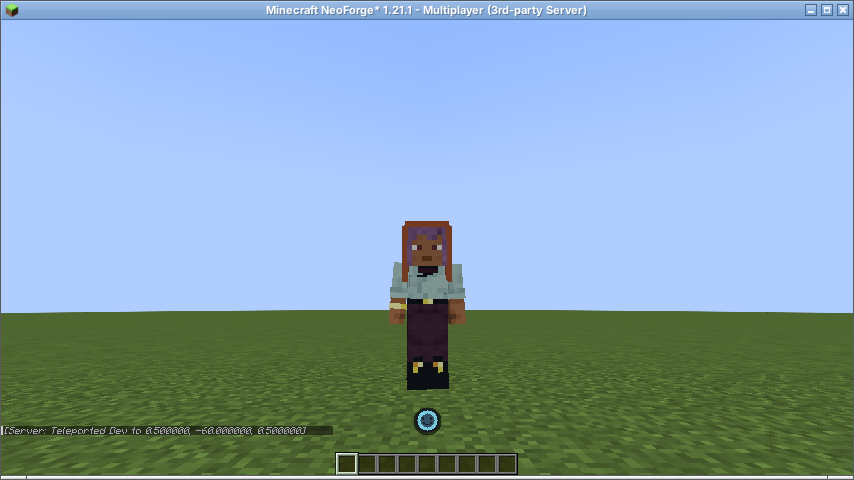 Minecraft NeoForge* 1.21.1 - Multiplayer (3rd-party Server)
[Server: Teleported Dev to 0.500000, -60.000000, 0.500000]